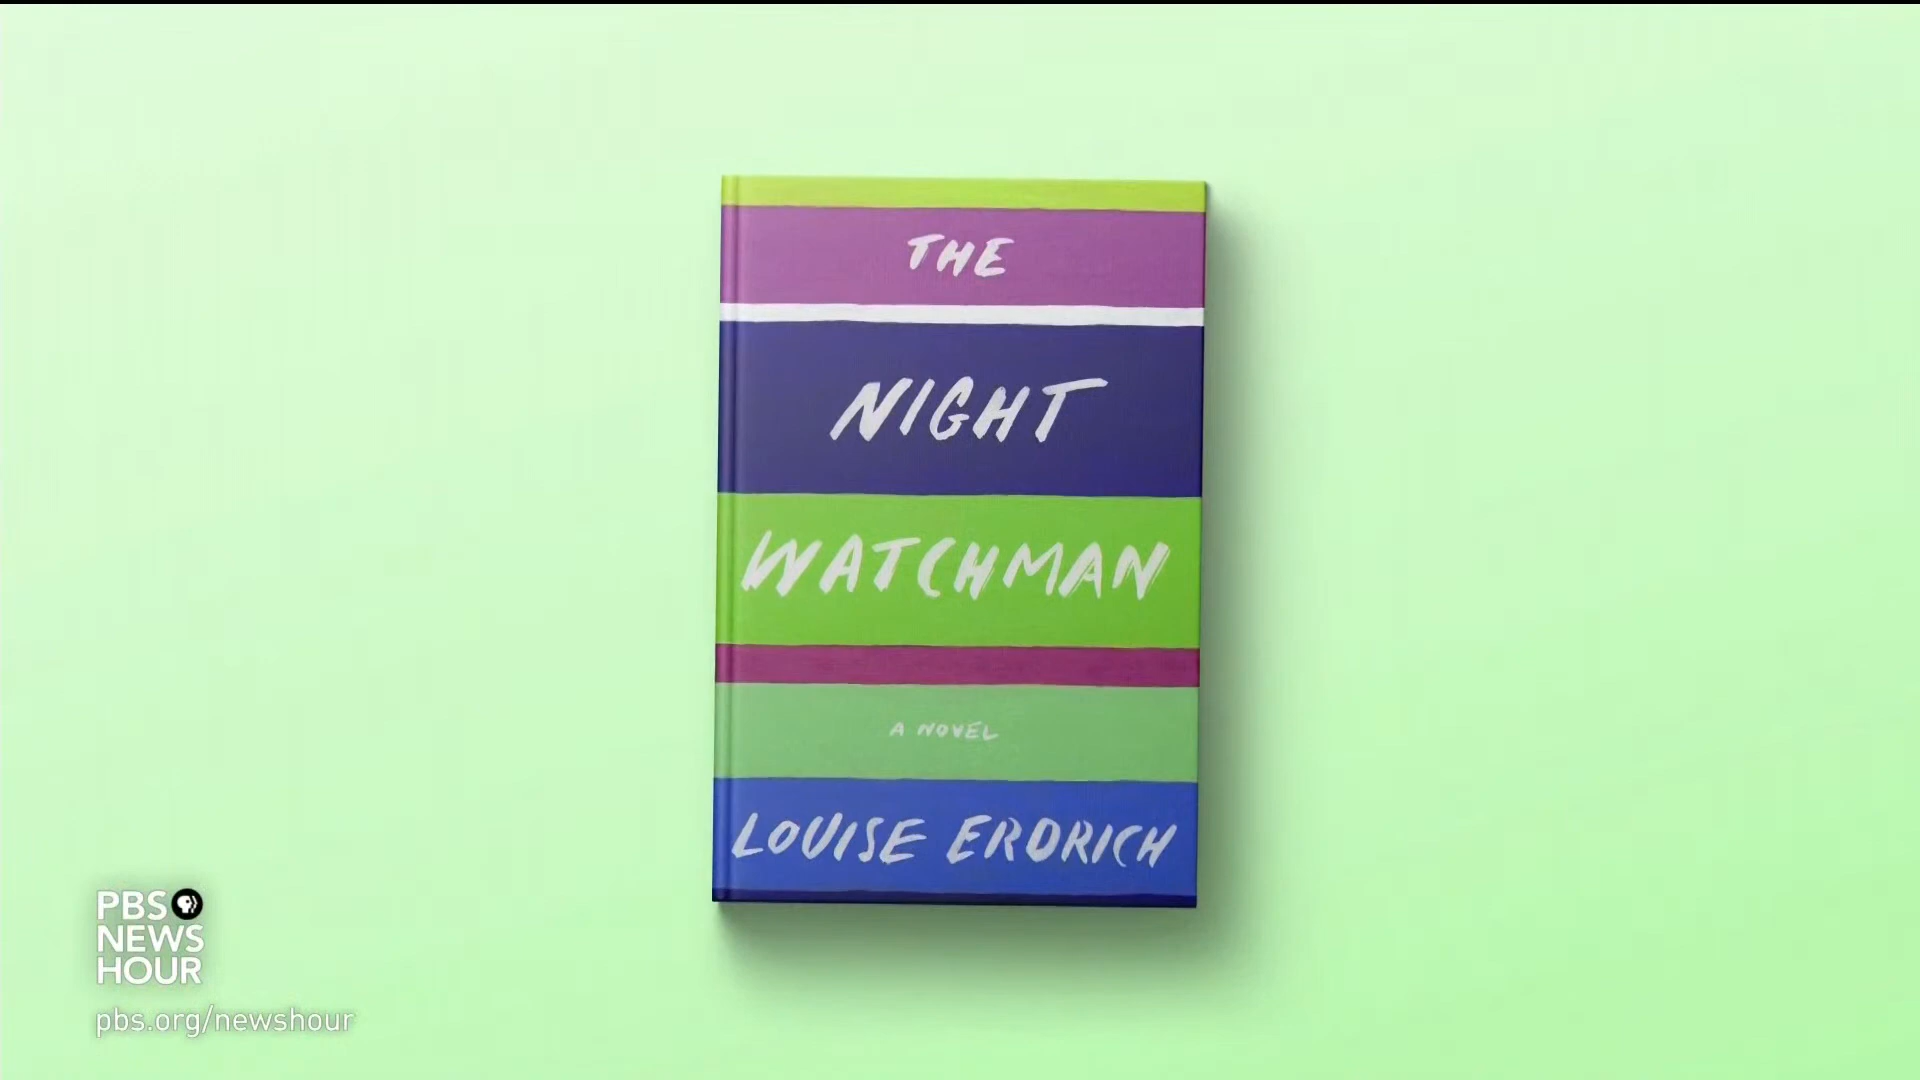 THE
NIGHT
WATCHMAN
A NOVEL
LOUISE ERDRICH
PBS
NEWS
HOUR
pbs.org/newshour